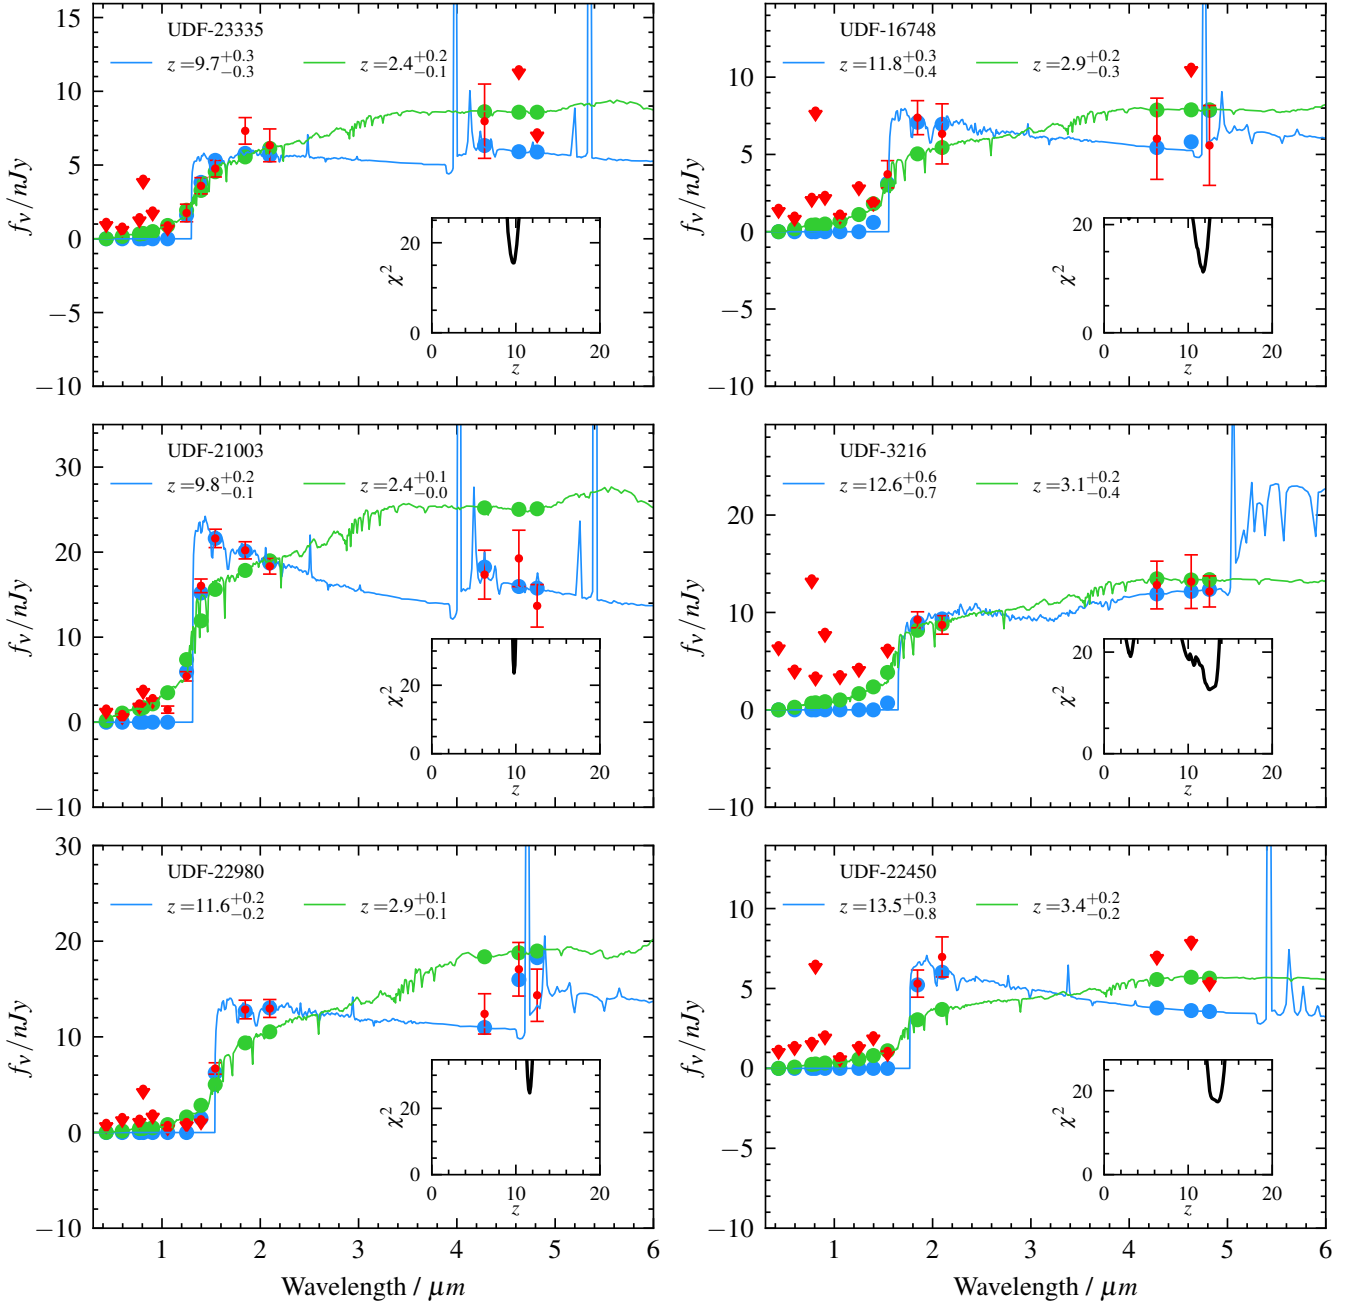 UDF-23335
z = 9.7 +0.3 −0.3 z = 2.4 +0.2 −0.1
fν/nJy
15
10
5
0
−5
−10
χ²
20
0
0 10 20
z
UDF-16748
z = 11.8 +0.3 −0.4 z = 2.9 +0.2 −0.3
fν/nJy
10
5
0
−5
−10
χ²
20
0
0 10 20
z
UDF-21003
z = 9.8 +0.2 −0.1 z = 2.4 +0.1 −0.0
fν/nJy
30
20
10
0
−10
χ²
20
0
0 10 20
z
UDF-3216
z = 12.6 +0.6 −0.7 z = 3.1 +0.2 −0.4
fν/nJy
20
10
0
−10
χ²
20
0
0 10 20
z
UDF-22980
z = 11.6 +0.2 −0.2 z = 2.9 +0.1 −0.1
fν/nJy
30
20
10
0
−10
χ²
20
0
0 10 20
z
1 2 3 4 5 6
Wavelength / μm
UDF-22450
z = 13.5 +0.3 −0.8 z = 3.4 +0.2 −0.2
fν/nJy
10
5
0
−5
−10
χ²
20
0
0 10 20
z
1 2 3 4 5 6
Wavelength / μm